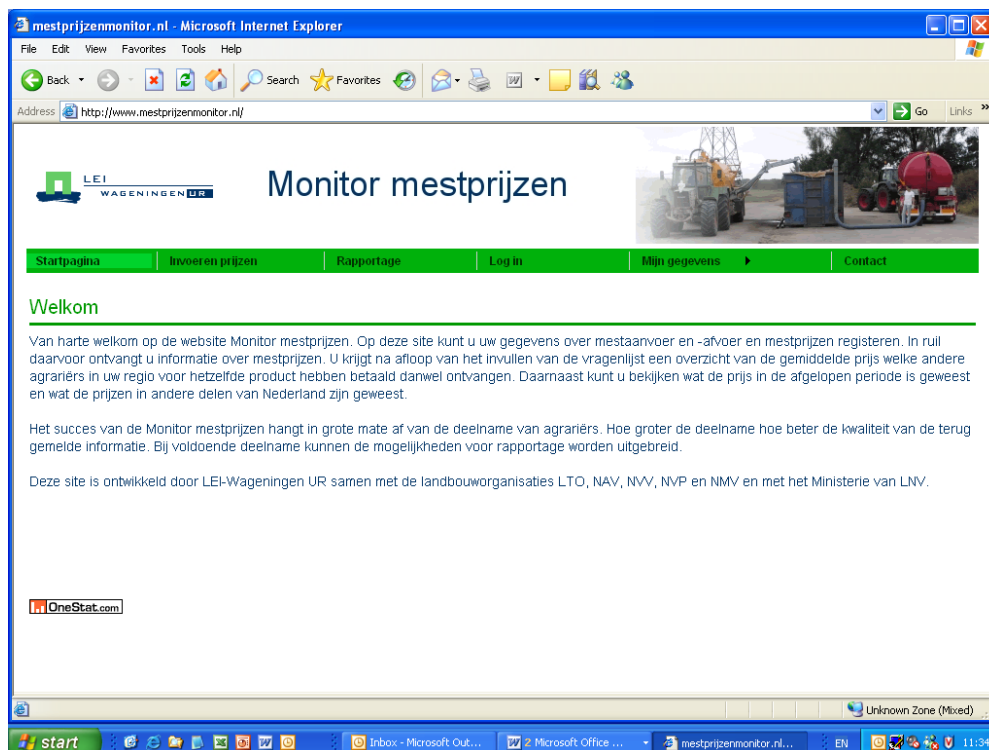 mestprijzenmonitor.nl - Microsoft Internet Explorer
File Edit View Favorites Tools Help
Back Search Favorites
Address http://www.mestprijzenmonitor.nl/ Go Links »
LEI
WAGENINGEN UR
Monitor mestprijzen
Startpagina Invoeren prijzen Rapportage Log in Mijn gegevens Contact
Welkom
Van harte welkom op de website Monitor mestprijzen. Op deze site kunt u uw gegevens over mestaanvoer en -afvoer en mestprijzen registeren. In ruil
daarvoor ontvangt u informatie over mestprijzen. U krijgt na afloop van het invullen van de vragenlijst een overzicht van de gemiddelde prijs welke andere
agrariërs in uw regio voor hetzelfde product hebben betaald danwel ontvangen. Daarnaast kunt u bekijken wat de prijs in de afgelopen periode is geweest
en wat de prijzen in andere delen van Nederland zijn geweest.
Het succes van de Monitor mestprijzen hangt in grote mate af van de deelname van agrariërs. Hoe groter de deelname hoe beter de kwaliteit van de terug
gemelde informatie. Bij voldoende deelname kunnen de mogelijkheden voor rapportage worden uitgebreid.
Deze site is ontwikkeld door LEI-Wageningen UR samen met de landbouworganisaties LTO, NAV, NVV, NVP en NMV en met het Ministerie van LNV.
OneStat.com
Unknown Zone (Mixed)
start Inbox - Microsoft Out... 2 Microsoft Office ... mestprijzenmonitor.nl... EN 11:34